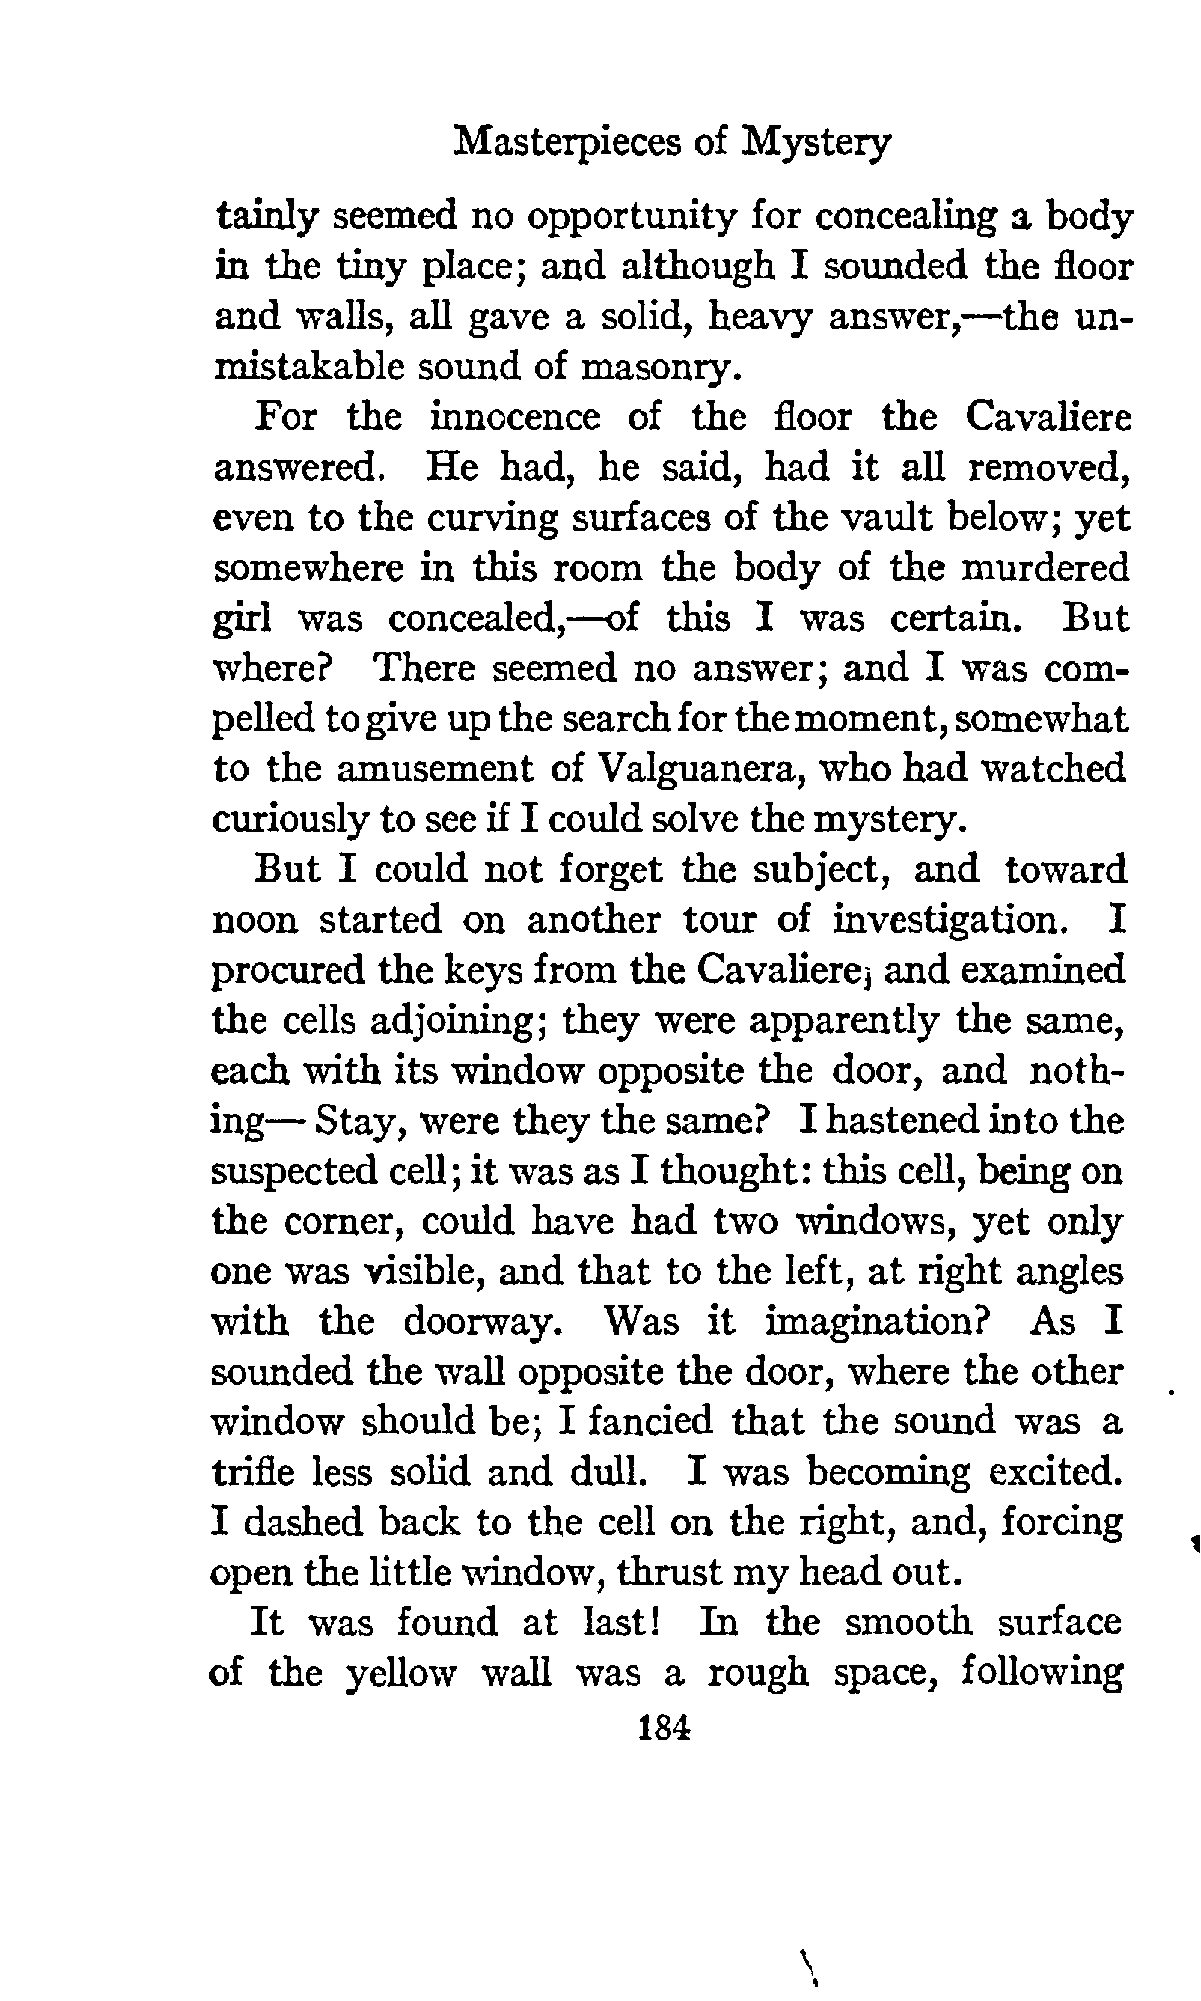 Masterpieces of Mystery
tainly seemed no opportunity for concealing a body
in the tiny place; and although I sounded the floor
and walls, all gave a solid, heavy answer,—the un-
mistakable sound of masonry.
For the innocence of the floor the Cavaliere
answered. He had, he said, had it all removed,
even to the curving surfaces of the vault below; yet
somewhere in this room the body of the murdered
girl was concealed,—of this I was certain. But
where? There seemed no answer; and I was com-
pelled to give up the search for the moment, somewhat
to the amusement of Valguanera, who had watched
curiously to see if I could solve the mystery.
But I could not forget the subject, and toward
noon started on another tour of investigation. I
procured the keys from the Cavaliere; and examined
the cells adjoining; they were apparently the same,
each with its window opposite the door, and noth-
ing— Stay, were they the same? I hastened into the
suspected cell; it was as I thought: this cell, being on
the corner, could have had two windows, yet only
one was visible, and that to the left, at right angles
with the doorway. Was it imagination? As I
sounded the wall opposite the door, where the other
window should be; I fancied that the sound was a
trifle less solid and dull. I was becoming excited.
I dashed back to the cell on the right, and, forcing
open the little window, thrust my head out.
It was found at last! In the smooth surface
of the yellow wall was a rough space, following
184